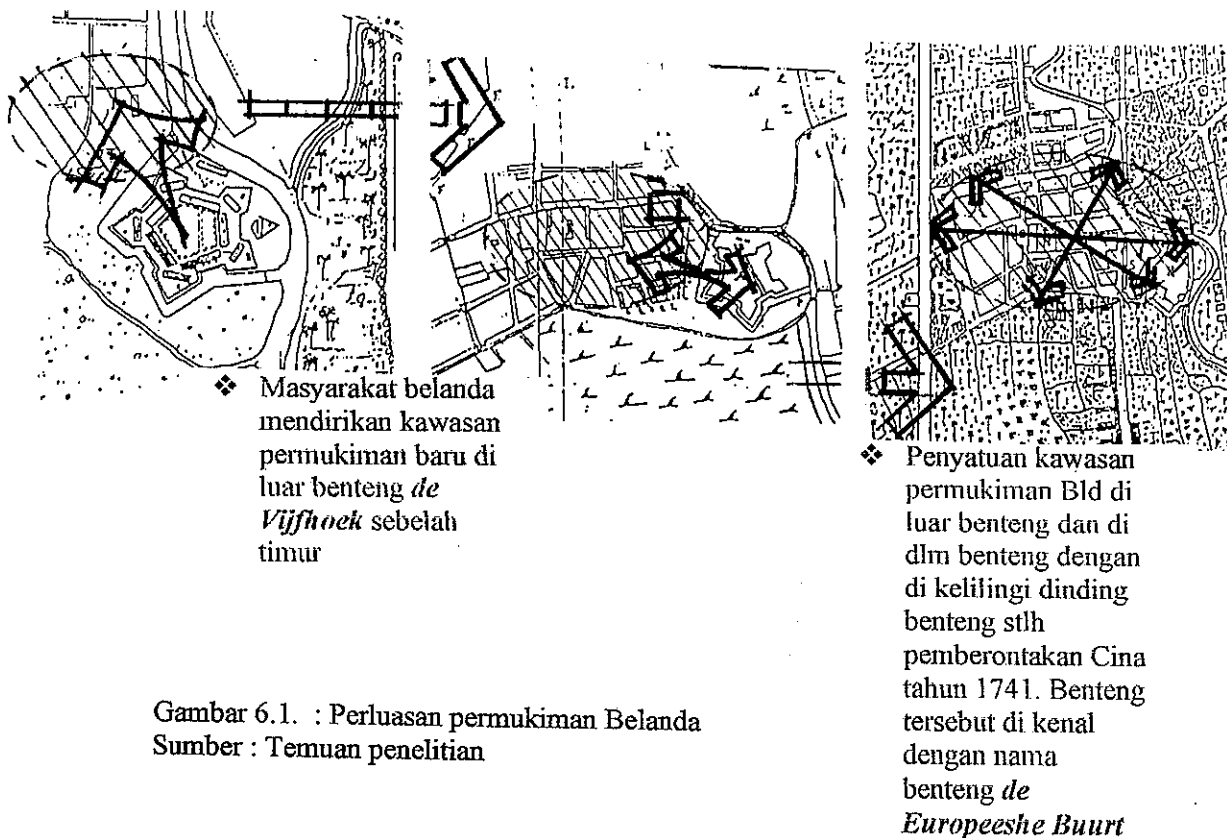 ❖ Masyarakat belanda
mendirikan kawasan
permukiman baru di
luar benteng de
Vijfhoek sebelah
timur
❖ Penyatuan kawasan
permukiman Bld di
luar benteng dan di
dlm benteng dengan
di kelilingi dinding
benteng stlh
pemberontakan Cina
tahun 1741. Benteng
tersebut di kenal
dengan nama
benteng de
Europeeshe Buurt
Gambar 6.1. : Perluasan permukiman Belanda
Sumber : Temuan penelitian